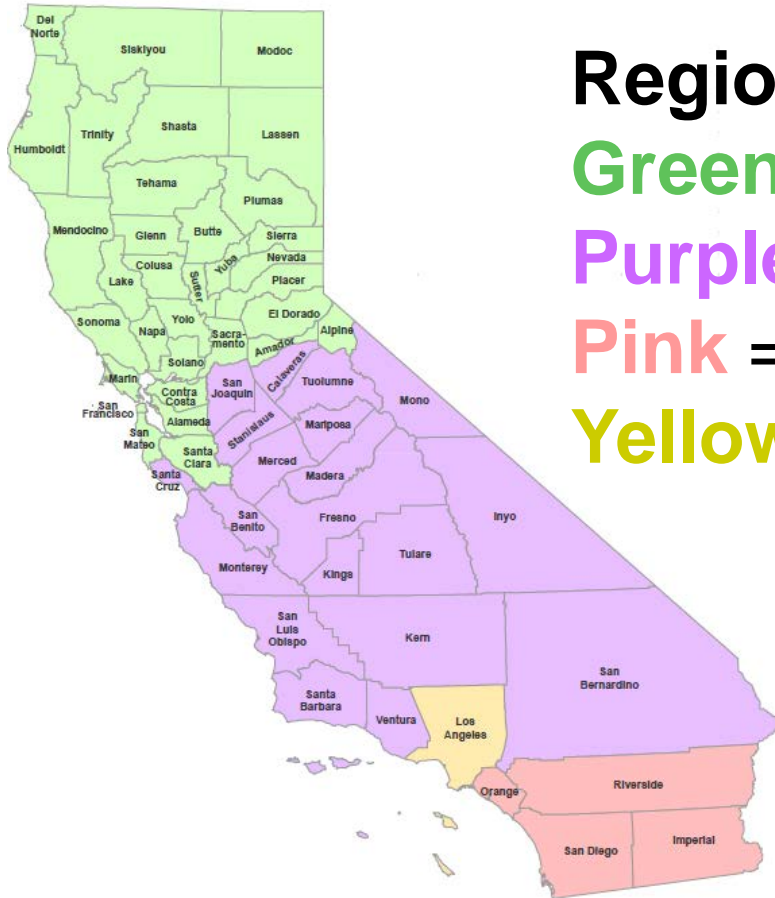 Regio
Green
Purple
Pink =
Yellow
Del
Norte
Siskiyou
Modoc
Humboldt
Trinity
Shasta
Lassen
Tehama
Plumas
Mendocino
Glenn
Butte
Sierra
Nevada
Yuba
Colusa
Placer
Lake
Sutter
El Dorado
Sonoma
Napa
Yolo
Sacra-
mento
Amador
Alpine
Solano
Marin
Contra
Costa
San
Joaquin
Calaveras
Tuolumne
Mono
San
Francisco
Alameda
Stanislaus
Mariposa
San
Mateo
Santa
Clara
Merced
Madera
Santa
Cruz
San
Benito
Fresno
Inyo
Tulare
Monterey
Kings
San
Luis
Obispo
Kern
San
Bernardino
Santa
Barbara
Ventura
Los
Angeles
Orange
Riverside
San Diego
Imperial